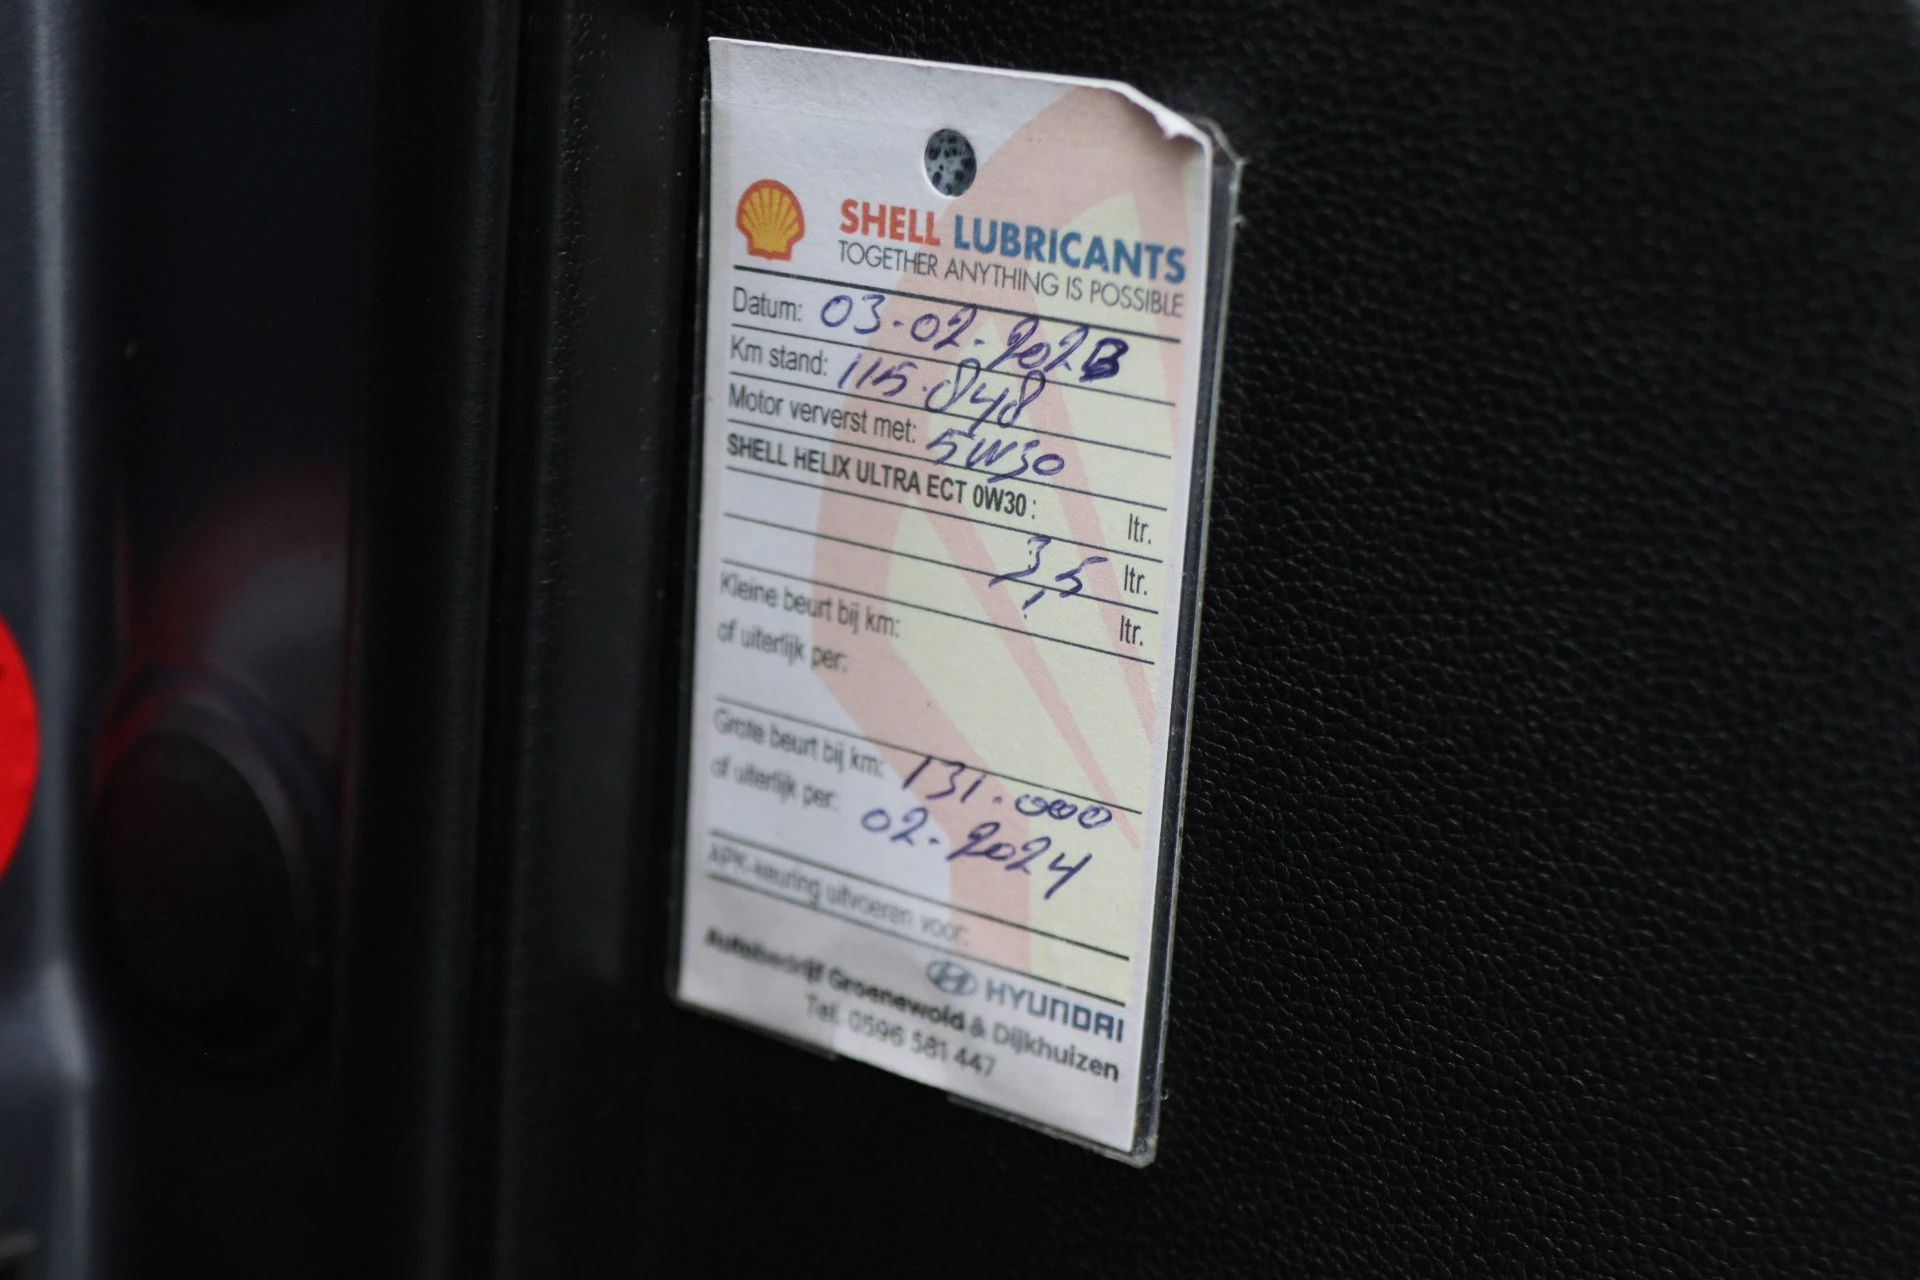 SHELL LUBRICANTS
TOGETHER ANYTHING IS POSSIBLE
Datum: 03-02-2023
Km stand: 115.848
Motor ververst met: 5W30
SHELL HELIX ULTRA ECT 0W30: ltr.
3,5 ltr.
ltr.
Kleine beurt bij km:
of uiterlijk per:
Grote beurt bij km: 131.000
of uiterlijk per: 02-2024
APK-keuring uitvoeren voor:
HYUNDAI
Autobedrijf Groenewold & Dijkhuizen
Tel. 0596 581 447